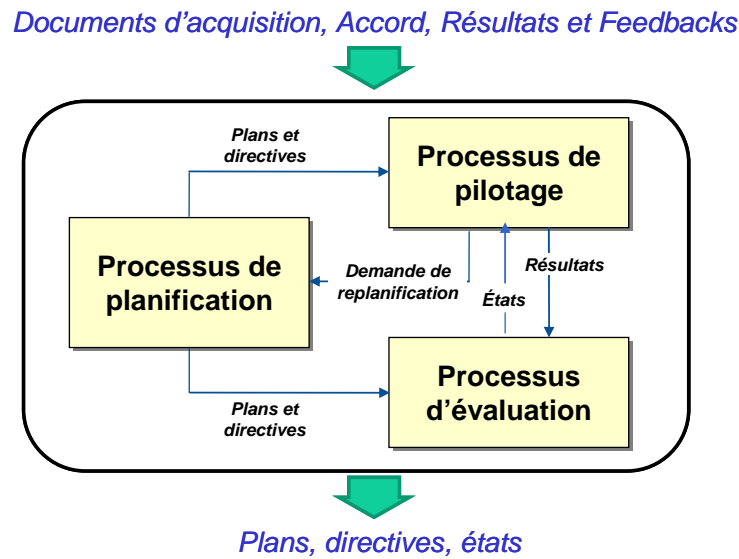 Documents d'acquisition, Accord, Résultats et Feedbacks
Plans et
directives
Processus de
pilotage
Processus de
planification
Demande de
replanification
Résultats
États
Processus
d'évaluation
Plans et
directives
Plans, directives, états